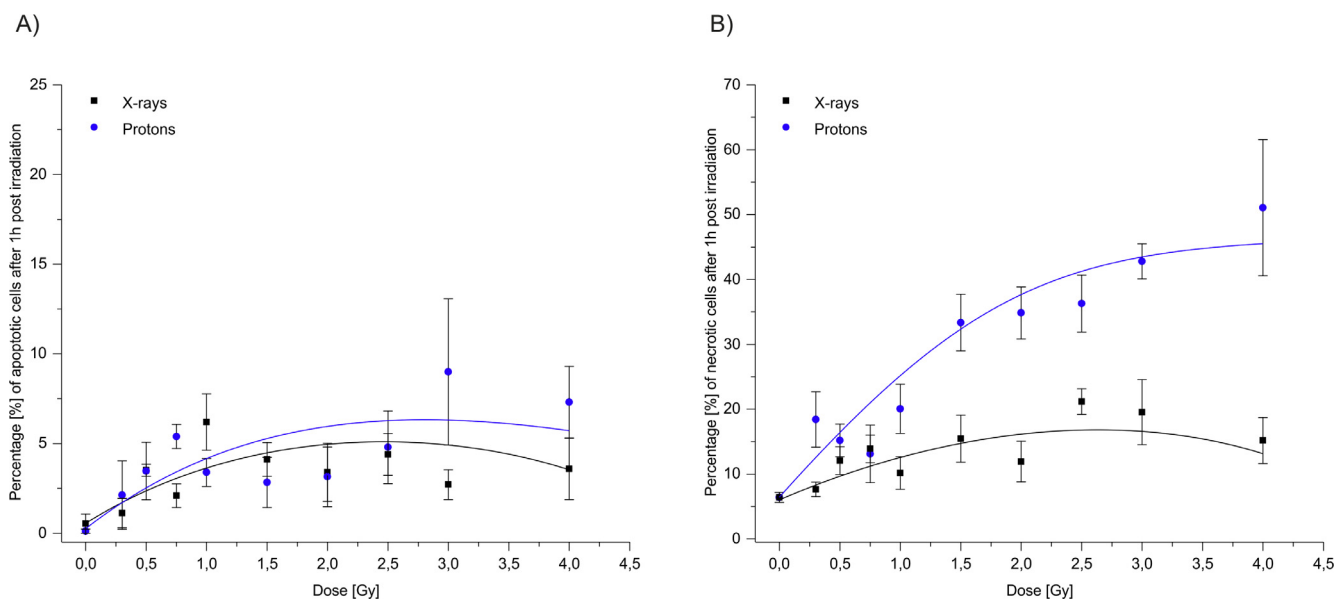 A)
Percentage [%] of apoptotic cells after 1h post irradiation
25
20
15
10
5
0
X-rays
Protons
0,0 0,5 1,0 1,5 2,0 2,5 3,0 3,5 4,0 4,5
Dose [Gy]
B)
Percentage [%] of necrotic cells after 1h post irradiation
70
60
50
40
30
20
10
0
X-rays
Protons
0,0 0,5 1,0 1,5 2,0 2,5 3,0 3,5 4,0 4,5
Dose [Gy]